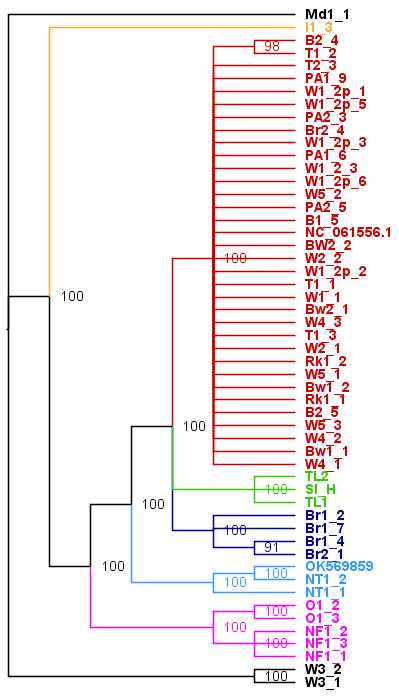 Md1_1
I1_3
B2_4
98
T1_2
T2_3
PA1_9
W1_2p_1
W1_2p_5
PA2_3
Br2_4
W1_2p_3
PA1_6
W1_2_3
W1_2p_6
W5_2
PA2_5
B1_5
NC_061556.1
BW2_2
W2_2
100
W1_2p_2
T1_1
W1_1
100
Bw2_1
W4_3
T1_3
W2_1
Rk1_2
W5_1
Bw1_2
Rk1_1
B2_5
W5_3
100
W4_2
Bw1_1
W4_1
TL2
SI_H
100
TL1
100
Br1_2
Br1_7
100
Br1_4
91
Br2_1
100
OK569859
100
NT1_2
100
NT1_1
O1_2
100
O1_3
100
NF1_2
NF1_3
100
NF1_1
W3_2
100
W3_1